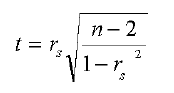 t = r_s √((n − 2)/(1 − r_s²))